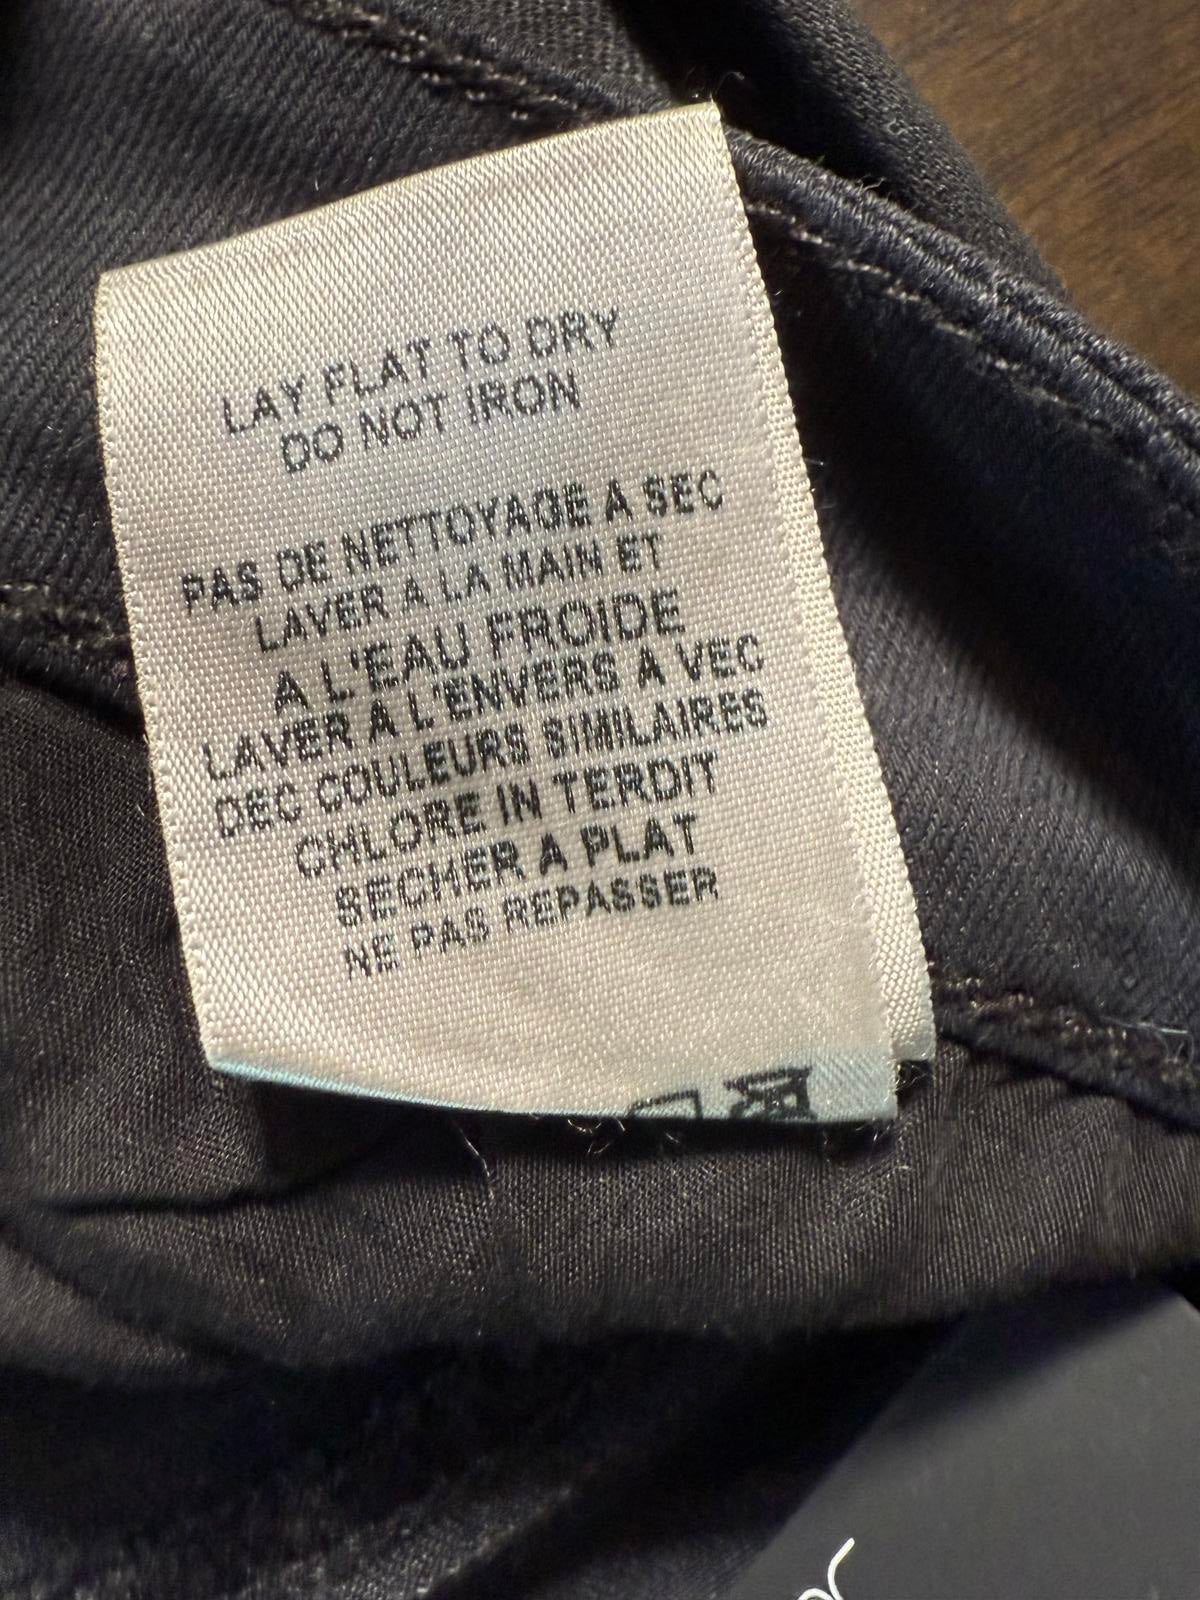 LAY FLAT TO DRY
DO NOT IRON
PAS DE NETTOYAGE A SEC
LAVER A LA MAIN ET
A L'EAU FROIDE
LAVER A L'ENVERS A VEC
DEC COULEURS SIMILAIRES
CHLORE IN TERDIT
SECHER A PLAT
NE PAS REPASSER